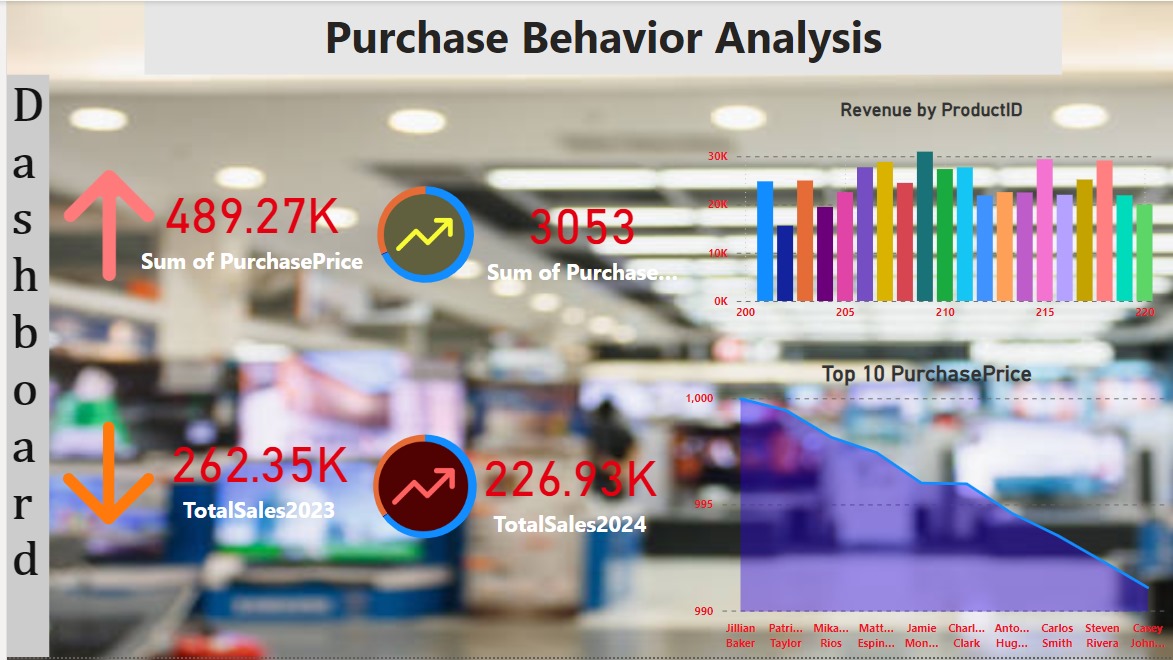 Purchase Behavior Analysis
Dashboard
489.27K
Sum of PurchasePrice
3053
Sum of Purchase...
262.35K
TotalSales2023
226.93K
TotalSales2024
Revenue by ProductID
30K
20K
10K
0K
200 205 210 215 220
Top 10 PurchasePrice
1,000
995
990
Jillian Baker
Patri... Taylor
Mika... Rios
Matt... Espin...
Jamie Mon...
Charl... Clark
Anto... Hug...
Carlos Smith
Steven Rivera
Casey John...